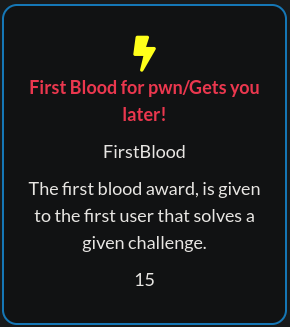 First Blood for pwn/Gets you
later!
FirstBlood
The first blood award, is given
to the first user that solves a
given challenge.
15